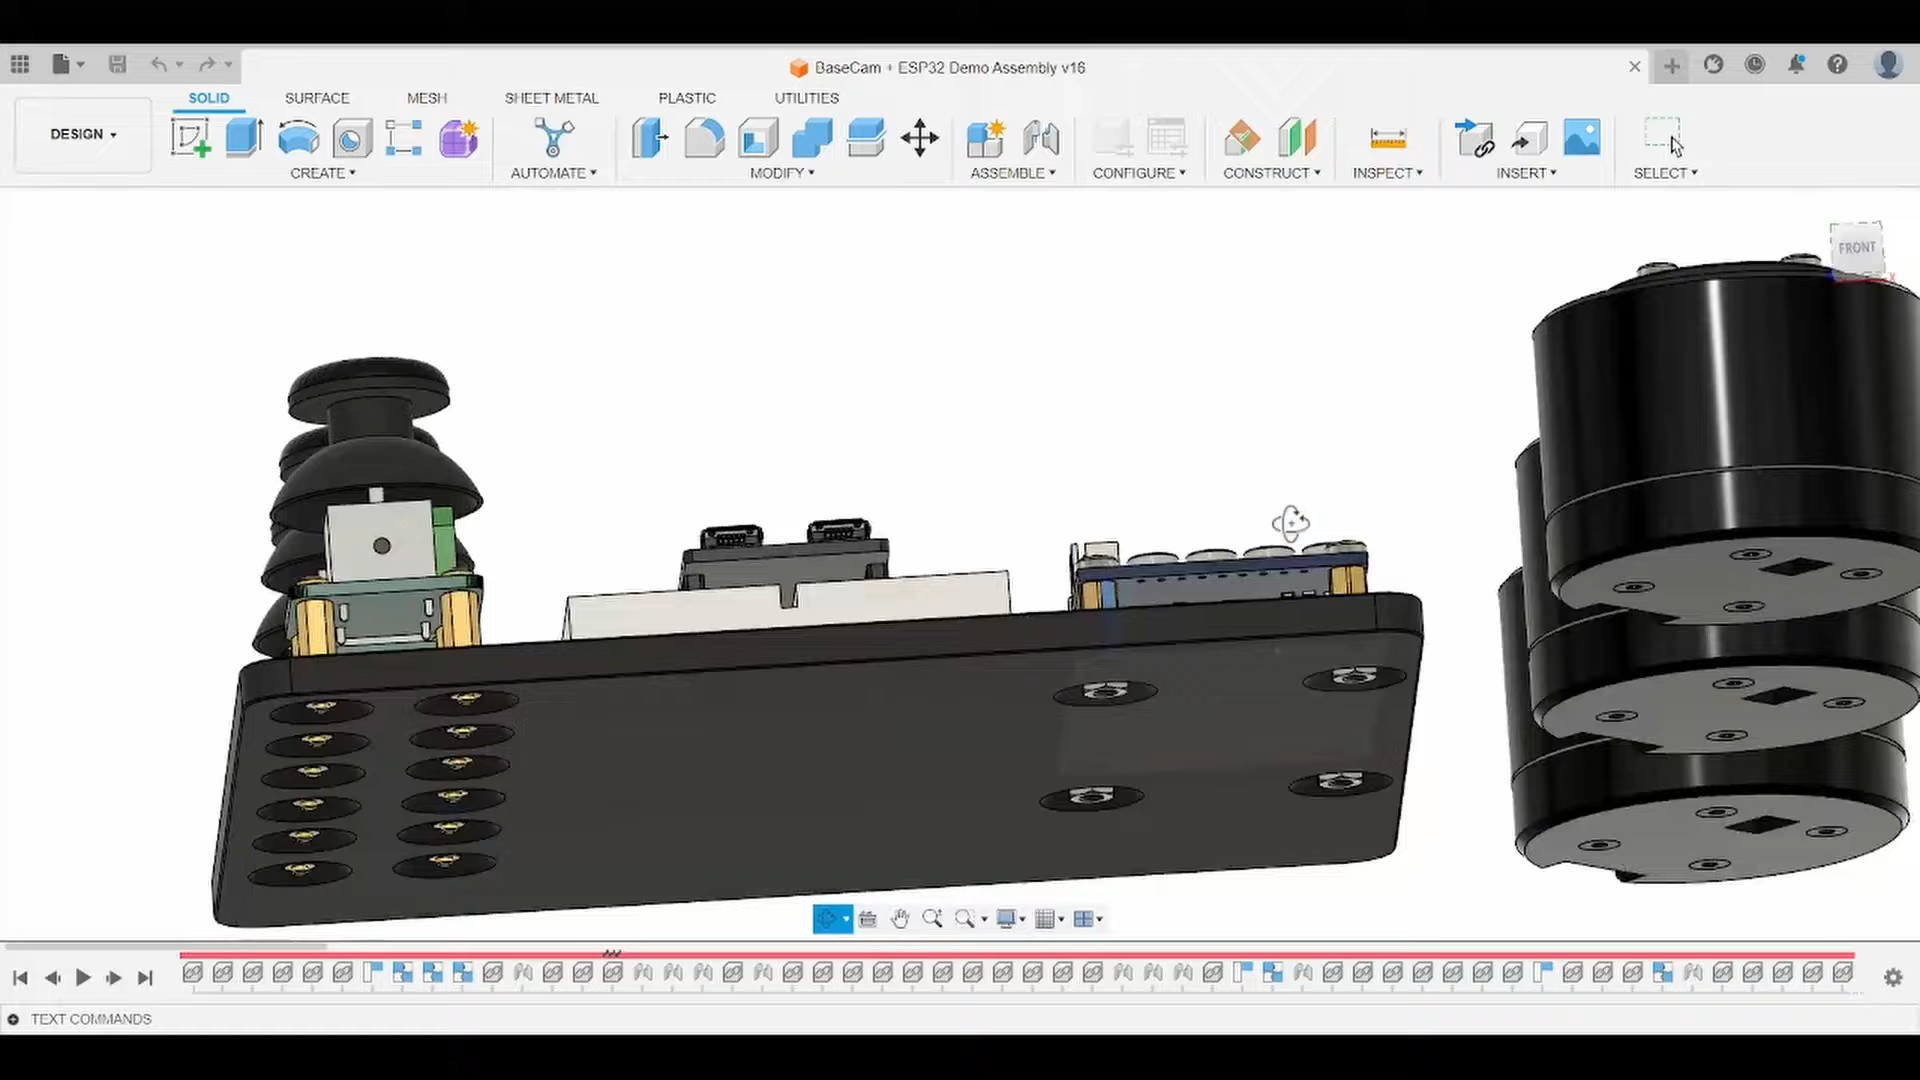 BaseCam + ESP32 Demo Assembly v16
SOLID SURFACE MESH SHEET METAL PLASTIC UTILITIES
DESIGN
CREATE AUTOMATE MODIFY ASSEMBLE CONFIGURE CONSTRUCT INSPECT INSERT SELECT
FRONT
X
TEXT COMMANDS